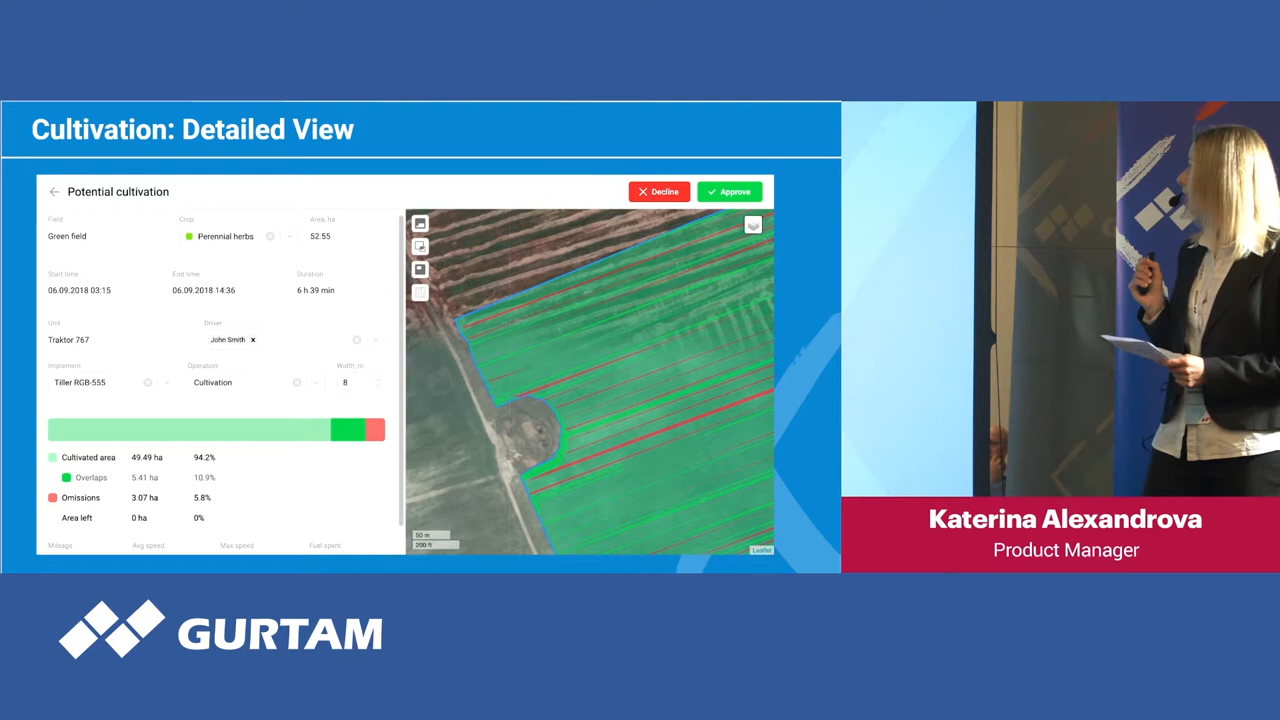 Cultivation: Detailed View
Potential cultivation
Decline
Approve
Field
Crop
Area, ha
Green field
Perennial herbs
52.55
Start time
End time
Duration
06.09.2018 03:15
06.09.2018 14:36
6 h 39 min
Unit
Driver
Traktor 767
John Smith
Implement
Operation
Width, m
Tiller RGB-555
Cultivation
8
Cultivated area 49.49 ha 94.2%
Overlaps 5.41 ha 10.9%
Omissions 3.07 ha 5.8%
Area left 0 ha 0%
Mileage
Avg speed
Max speed
Fuel spent
50 m
200 ft
Leaflet
Katerina Alexandrova
Product Manager
GURTAM